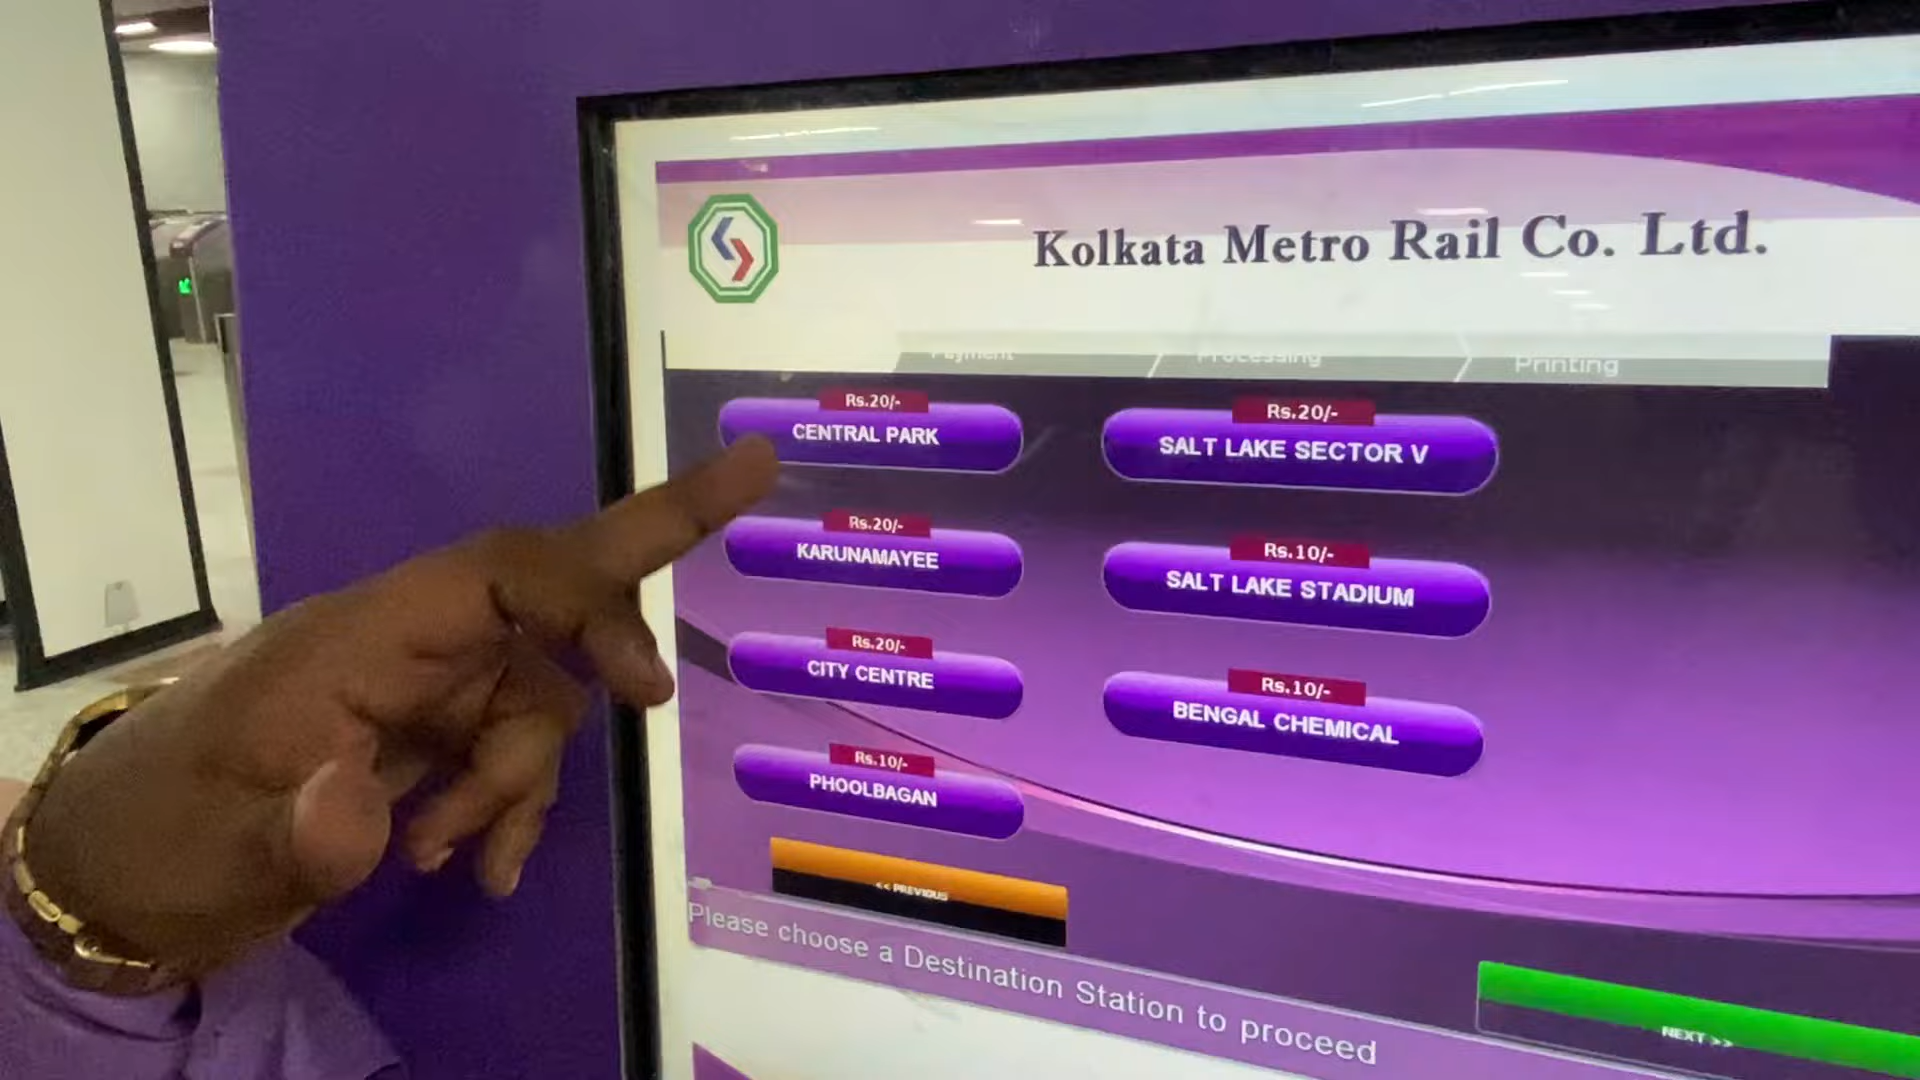 Kolkata Metro Rail Co. Ltd.
Payment
Processing
Printing
Rs.20/-
CENTRAL PARK
Rs.20/-
SALT LAKE SECTOR V
Rs.20/-
KARUNAMAYEE
Rs.10/-
SALT LAKE STADIUM
Rs.20/-
CITY CENTRE
Rs.10/-
BENGAL CHEMICAL
Rs.10/-
PHOOLBAGAN
<< PREVIOUS
Please choose a Destination Station to proceed
NEXT >>